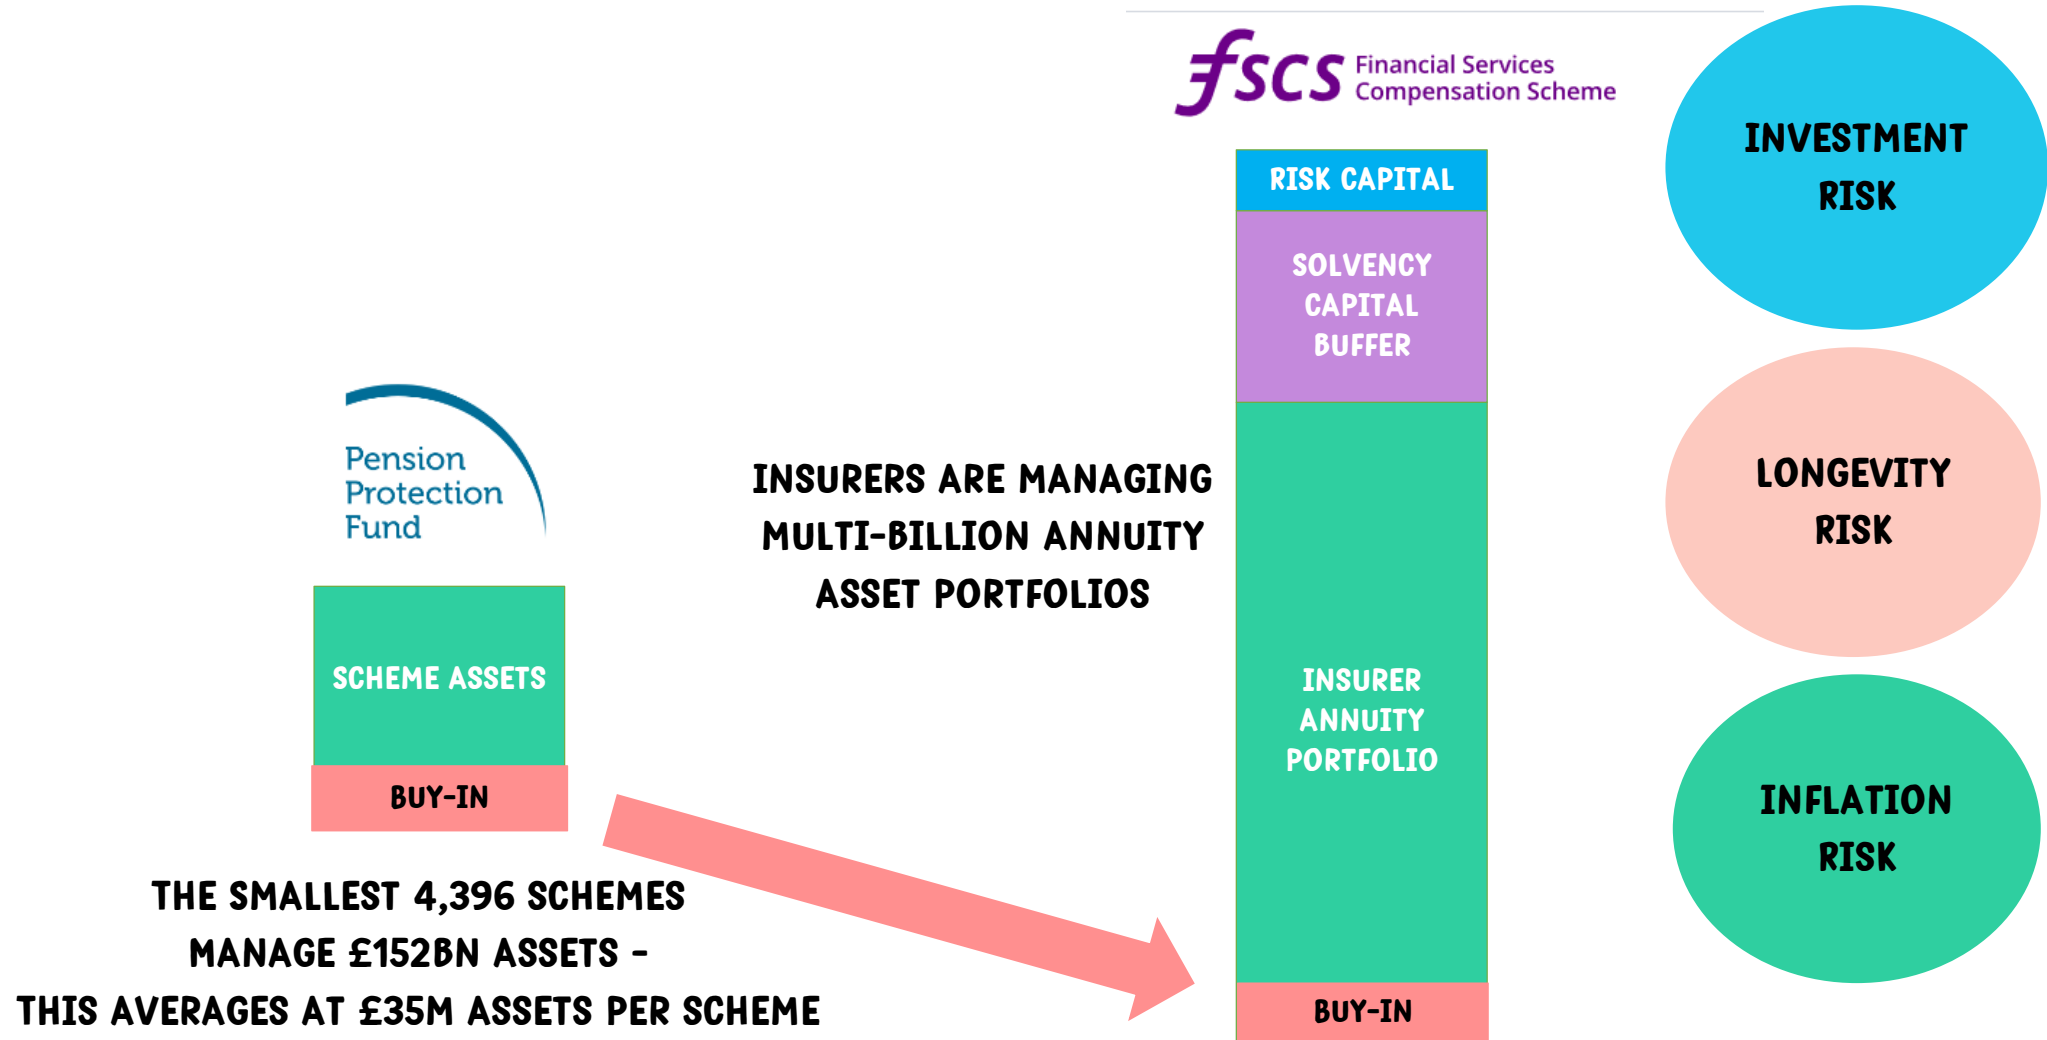 fscs Financial Services
Compensation Scheme
INVESTMENT
RISK
RISK CAPITAL
SOLVENCY
CAPITAL
BUFFER
Pension
Protection
Fund
INSURERS ARE MANAGING
MULTI-BILLION ANNUITY
ASSET PORTFOLIOS
LONGEVITY
RISK
SCHEME ASSETS
INSURER
ANNUITY
PORTFOLIO
BUY-IN
INFLATION
RISK
THE SMALLEST 4,396 SCHEMES
MANAGE £152BN ASSETS -
THIS AVERAGES AT £35M ASSETS PER SCHEME
BUY-IN